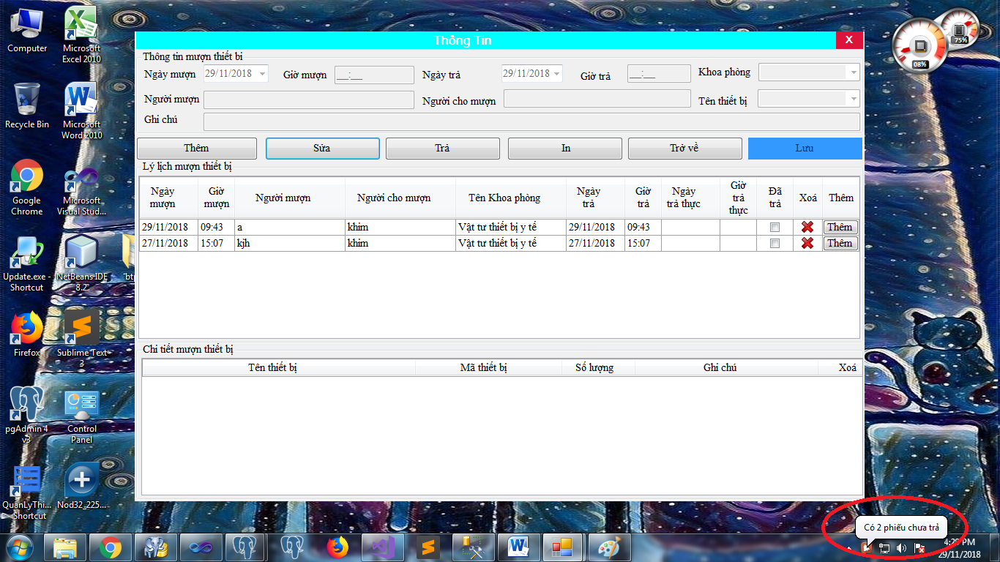 Computer
Microsoft
Excel 2010
Recycle Bin
Microsoft
Word 2010
Google
Chrome
Microsoft
Visual Stud...
Update.exe -
Shortcut
NetBeans IDE
8.2
Firefox
Sublime Text
3
pgAdmin 4
v3
Control
Panel
QuanLyThi...
- Shortcut
Nod32_225...
75%
08%
Thông Tin
X
Thông tin mượn thiết bị
Ngày mượn 29/11/2018 Giờ mượn __:__ Ngày trả 29/11/2018 Giờ trả __:__ Khoa phòng
Người mượn Người cho mượn Tên thiết bị
Ghi chú
Thêm Sửa Trả In Trở về Lưu
Lý lịch mượn thiết bị
Ngày mượn Giờ mượn Người mượn Người cho mượn Tên Khoa phòng Ngày trả Giờ trả Ngày trả thực Giờ trả thực Đã trả Xoá Thêm
29/11/2018 09:43 a khim Vật tư thiết bị y tế 29/11/2018 09:43 Thêm
27/11/2018 15:07 kjh khim Vật tư thiết bị y tế 27/11/2018 15:07 Thêm
Chi tiết mượn thiết bị
Tên thiết bị Mã thiết bị Số lượng Ghi chú Xoá
Có 2 phiếu chưa trả
4:29 PM
29/11/2018